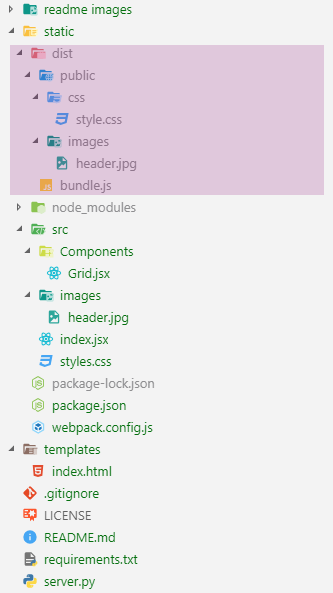 readme images
static
dist
public
css
style.css
images
header.jpg
bundle.js
node_modules
src
Components
Grid.jsx
images
header.jpg
index.jsx
styles.css
package-lock.json
package.json
webpack.config.js
templates
index.html
.gitignore
LICENSE
README.md
requirements.txt
server.py